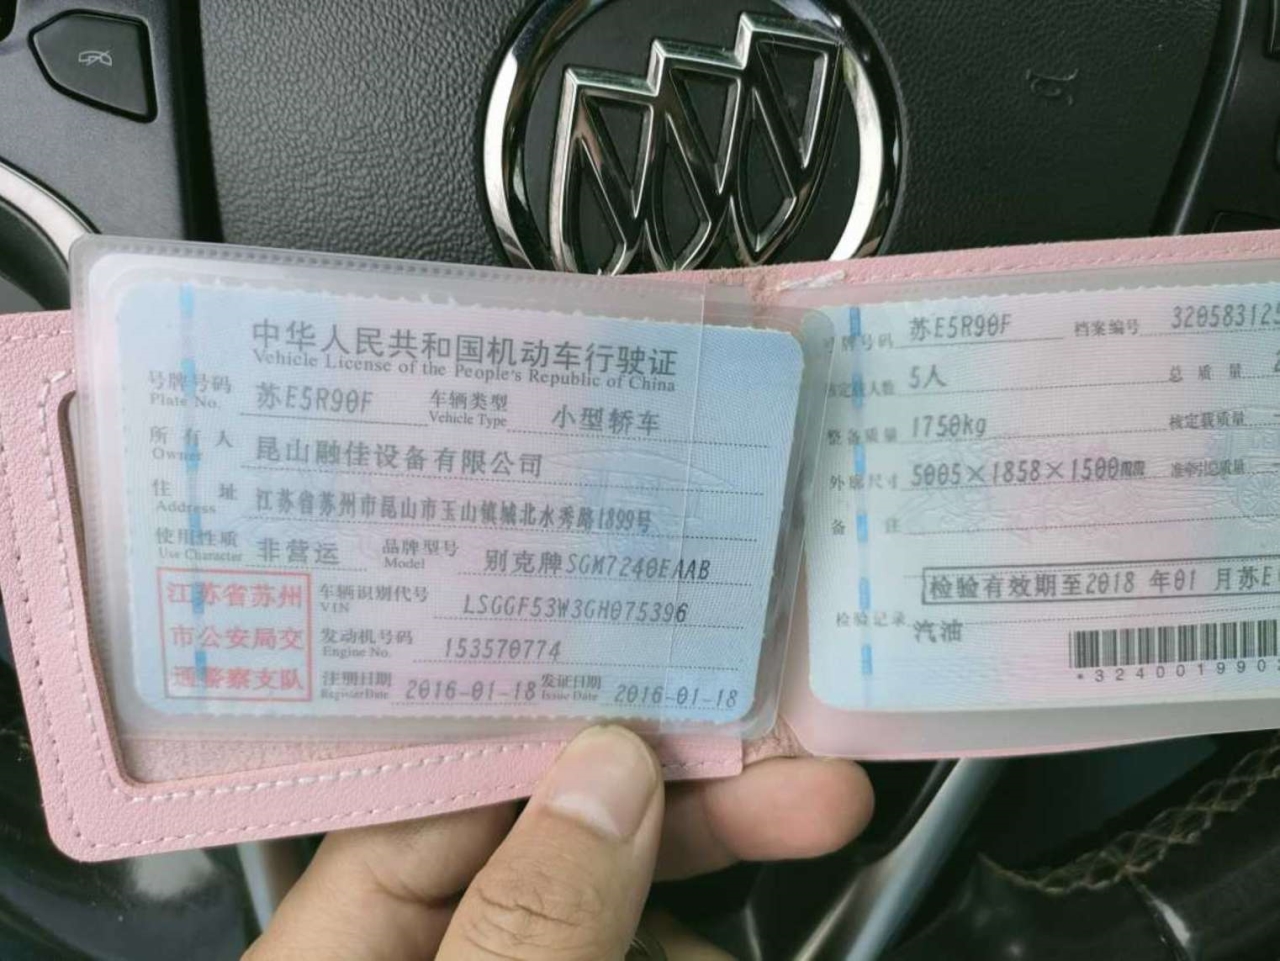 中华人民共和国机动车行驶证
Vehicle License of the People's Republic of China
号牌号码 苏E5R90F 车辆类型 小型轿车
Plate No. Vehicle Type
所有人 昆山融佳设备有限公司
Owner
住址 江苏省苏州市昆山市玉山镇城北水秀路1899号
Address
使用性质 非营运 品牌型号 别克牌SGM7240EAAB
Use Character Model
江苏省苏州
市公安局交
通警察支队
车辆识别代号 LSGGF53W3GH075396
VIN
发动机号码 153570774
Engine No.
注册日期 2016-01-18 发证日期 2016-01-18
Register Date Issue Date
号牌号码 苏E5R90F 档案编号 320583125
核定载人数 5人 总质量
整备质量 1750kg 核定载质量
外廓尺寸 5005×1858×1500mm 准牵引总质量
备注
检验有效期至2018年01月苏E
检验记录
汽油
*3240019903